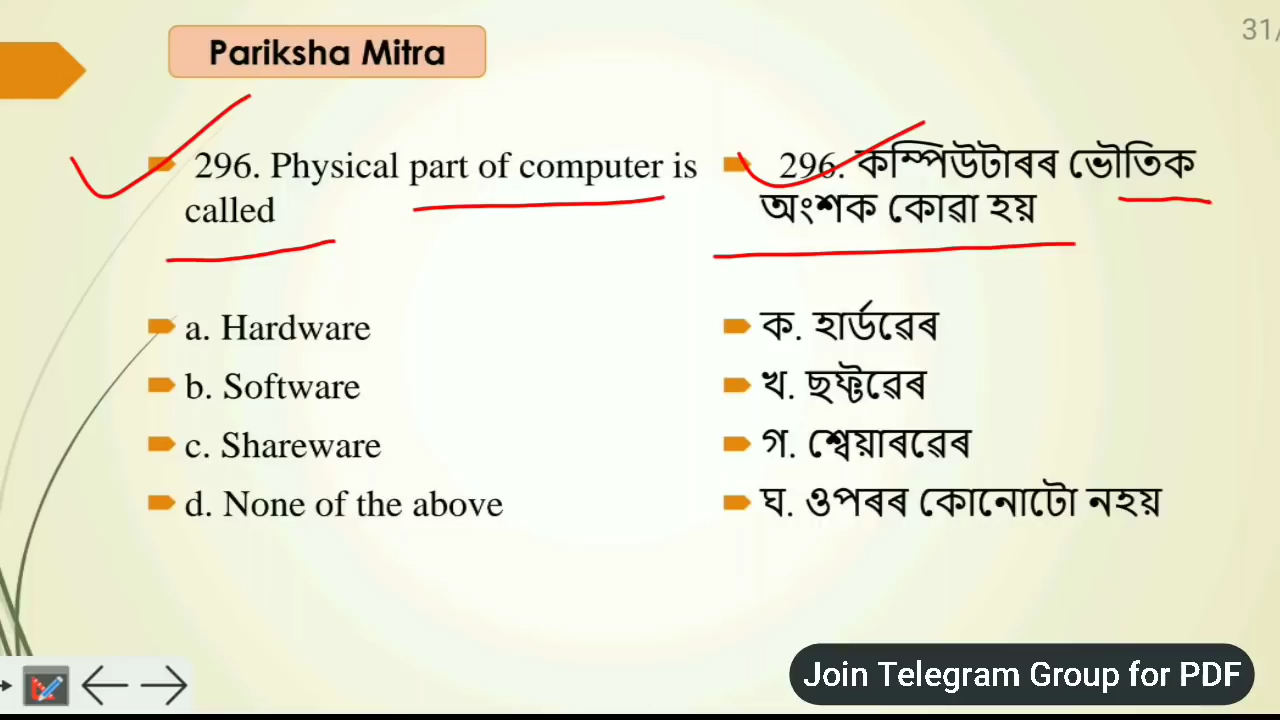 Pariksha Mitra
31/
296. Physical part of computer is
called
a. Hardware
b. Software
c. Shareware
d. None of the above
296. কম্পিউটাৰৰ ভৌতিক
অংশক কোৱা হয়
ক. হাৰ্ডৱেৰ
খ. ছফ্টৱেৰ
গ. শ্বেয়াৰৱেৰ
ঘ. ওপৰৰ কোনোটো নহয়
Join Telegram Group for PDF